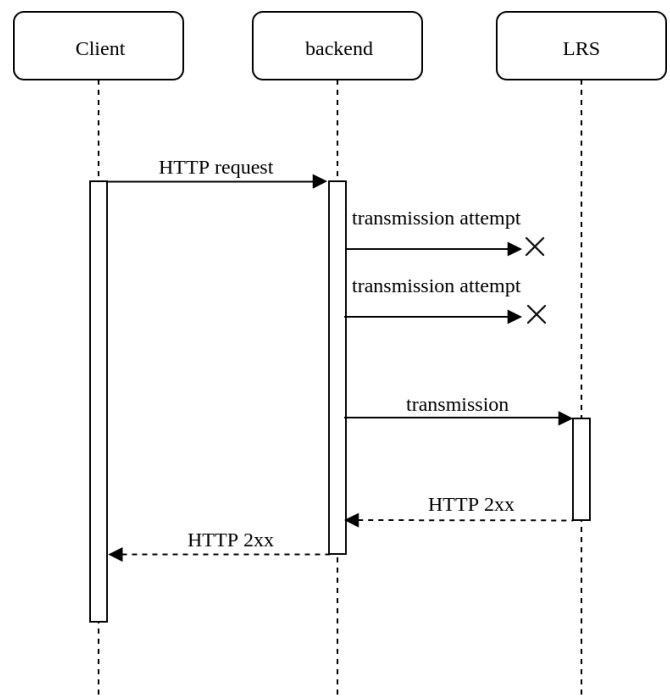 Client
backend
LRS
HTTP request
transmission attempt
transmission attempt
transmission
HTTP 2xx
HTTP 2xx